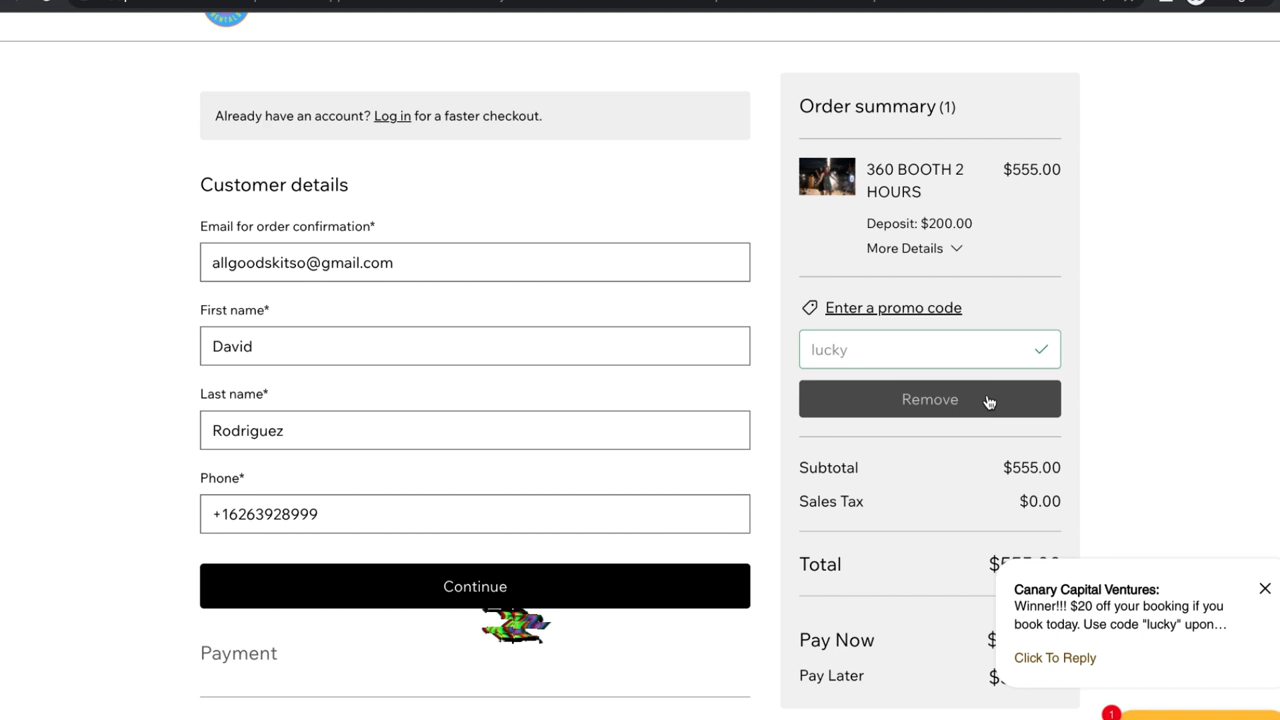 Already have an account? Log in for a faster checkout.
Customer details
Email for order confirmation*
allgoodskitso@gmail.com
First name*
David
Last name*
Rodriguez
Phone*
+16263928999
Continue
Payment
Order summary (1)
360 BOOTH 2 $555.00
HOURS
Deposit: $200.00
More Details
Enter a promo code
lucky
Remove
Subtotal $555.00
Sales Tax $0.00
Total
Pay Now
Pay Later
Canary Capital Ventures:
Winner!!! $20 off your booking if you
book today. Use code "lucky" upon...
Click To Reply
1